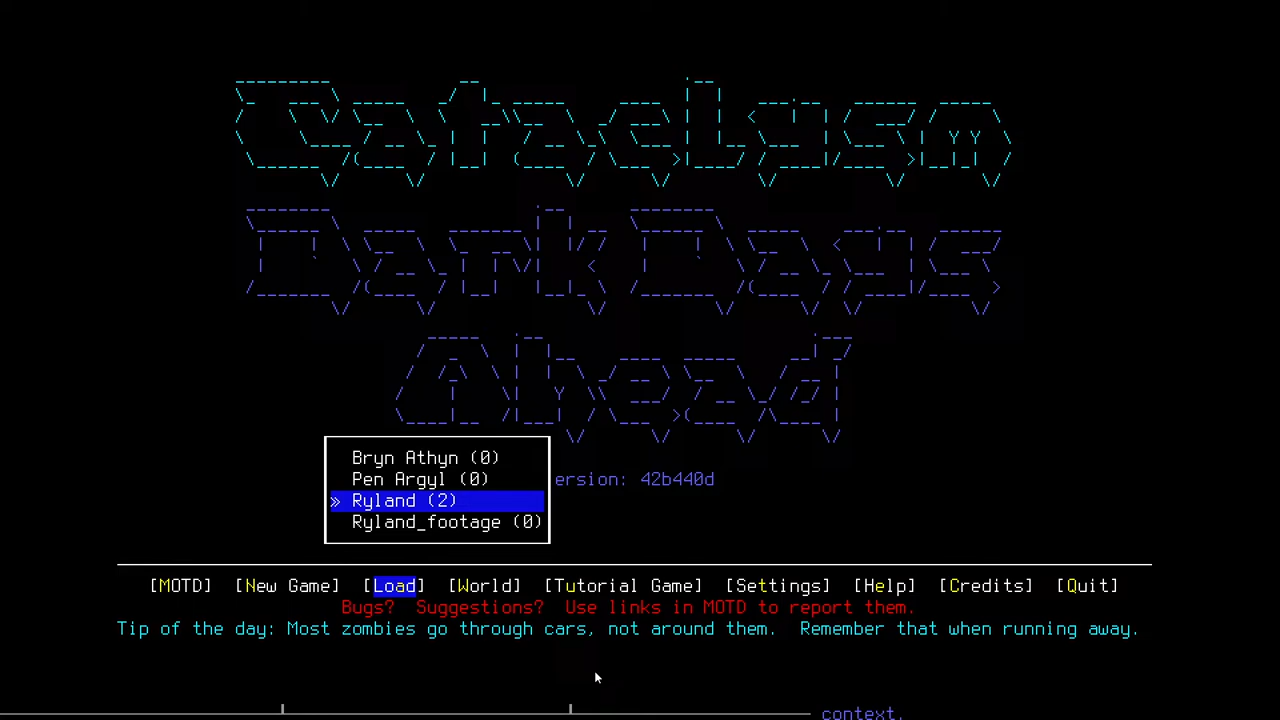 Cataclysm
Dark Days
Ahead
Bryn Athyn (0)
Pen Argyl (0)
ersion: 42b440d
» Ryland (2)
Ryland_footage (0)
[MOTD] [New Game] [Load] [World] [Tutorial Game] [Settings] [Help] [Credits] [Quit]
Bugs? Suggestions? Use links in MOTD to report them.
Tip of the day: Most zombies go through cars, not around them. Remember that when running away.
context.